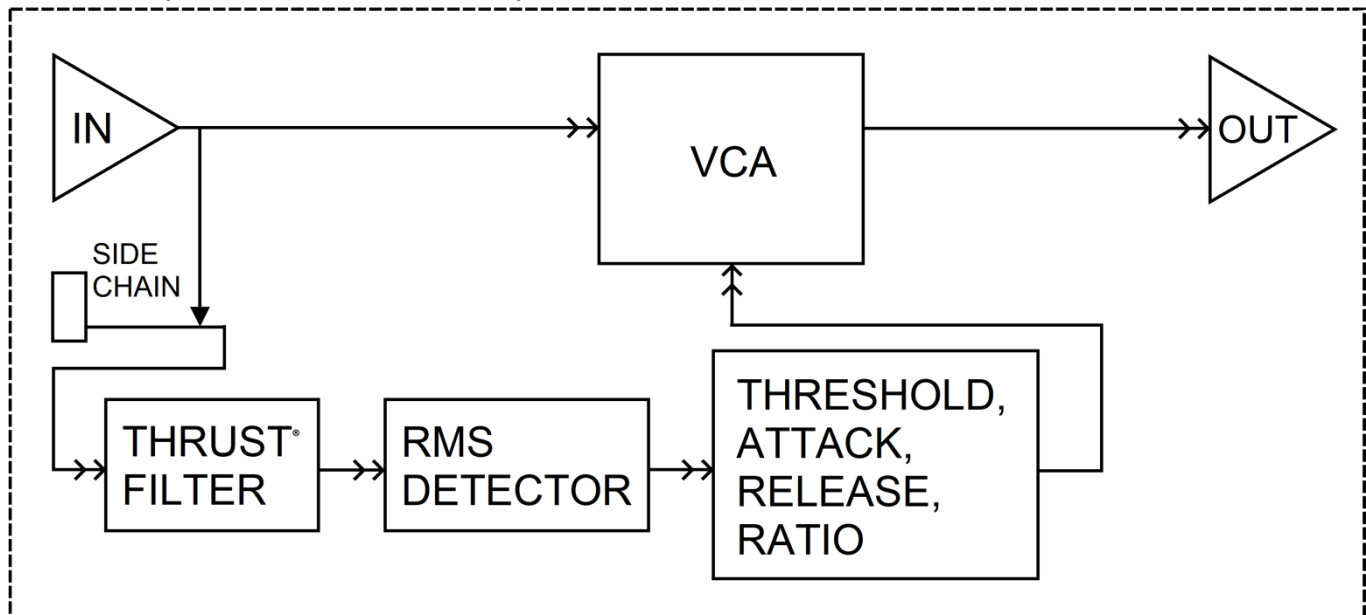 IN
VCA
OUT
SIDE
CHAIN
THRUST®
FILTER
RMS
DETECTOR
THRESHOLD,
ATTACK,
RELEASE,
RATIO